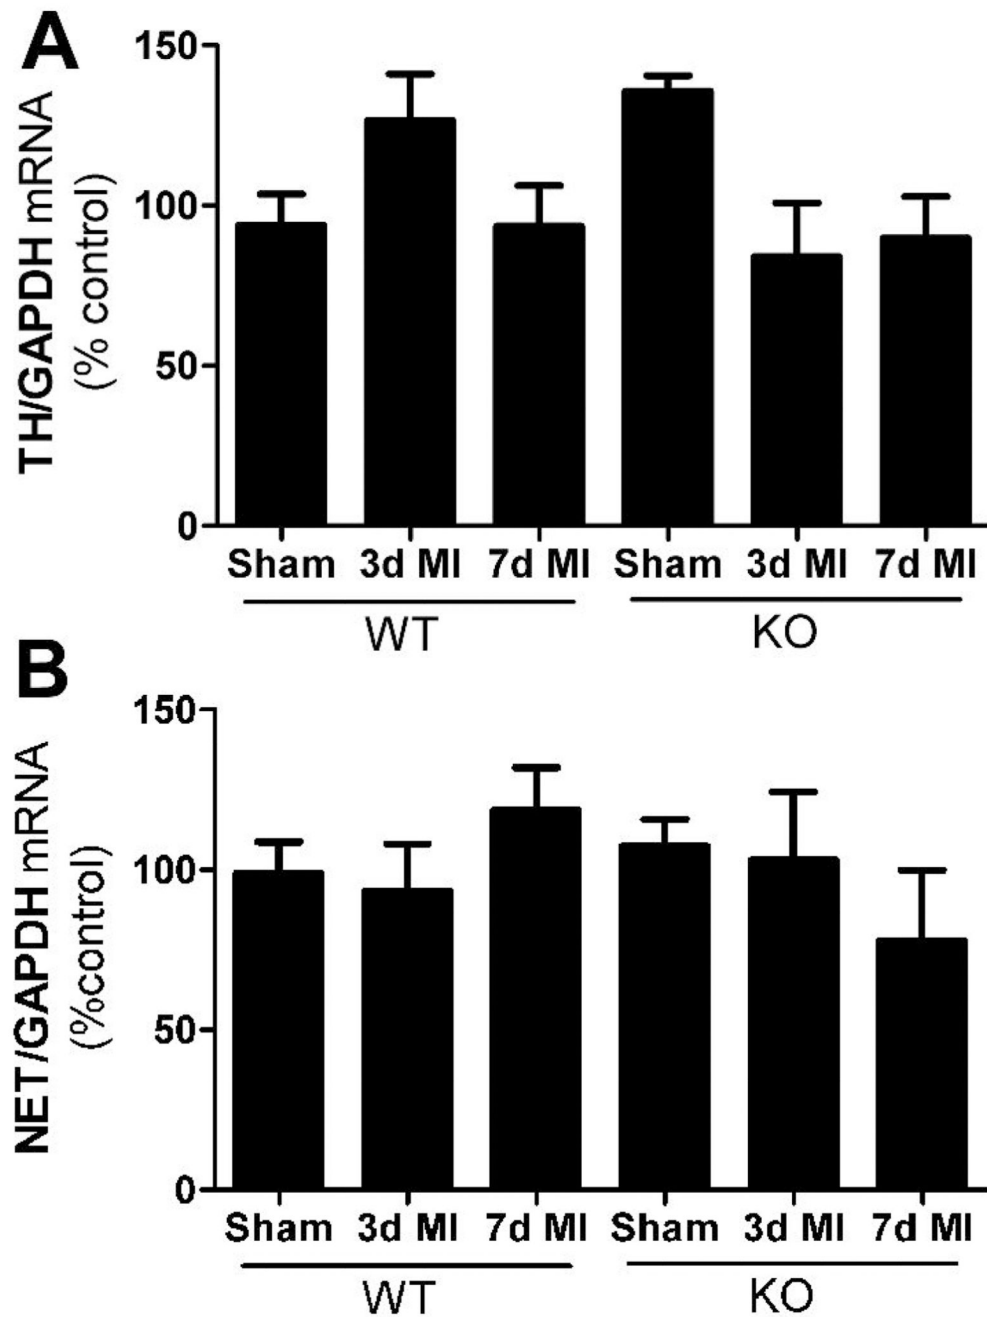 A
TH/GAPDH mRNA
(% control)
150
100
50
0
Sham 3d MI 7d MI Sham 3d MI 7d MI
WT KO
B
NET/GAPDH mRNA
(%control)
150
100
50
0
Sham 3d MI 7d MI Sham 3d MI 7d MI
WT KO